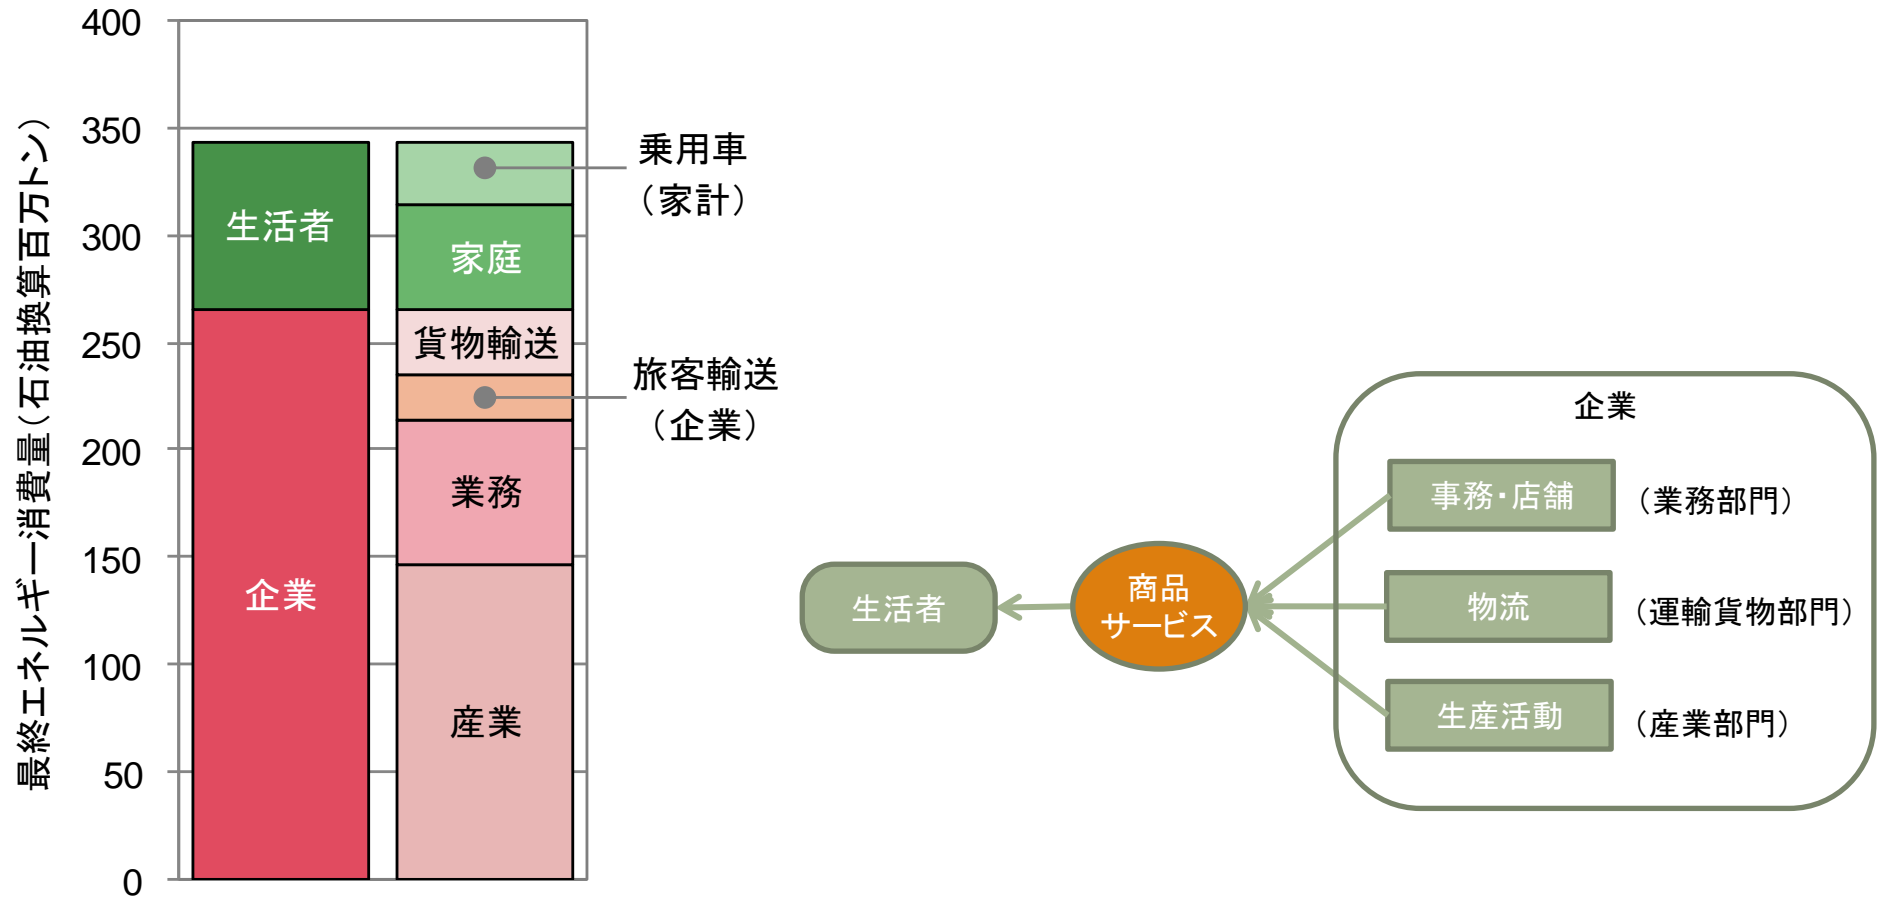 最終エネルギー消費量（石油換算百万トン）
400
350
300
250
200
150
100
50
0
生活者
企業
乗用車
（家計）
家庭
貨物輸送
旅客輸送
（企業）
業務
産業
企業
事務・店舗
（業務部門）
物流
（運輸貨物部門）
生産活動
（産業部門）
商品
サービス
生活者